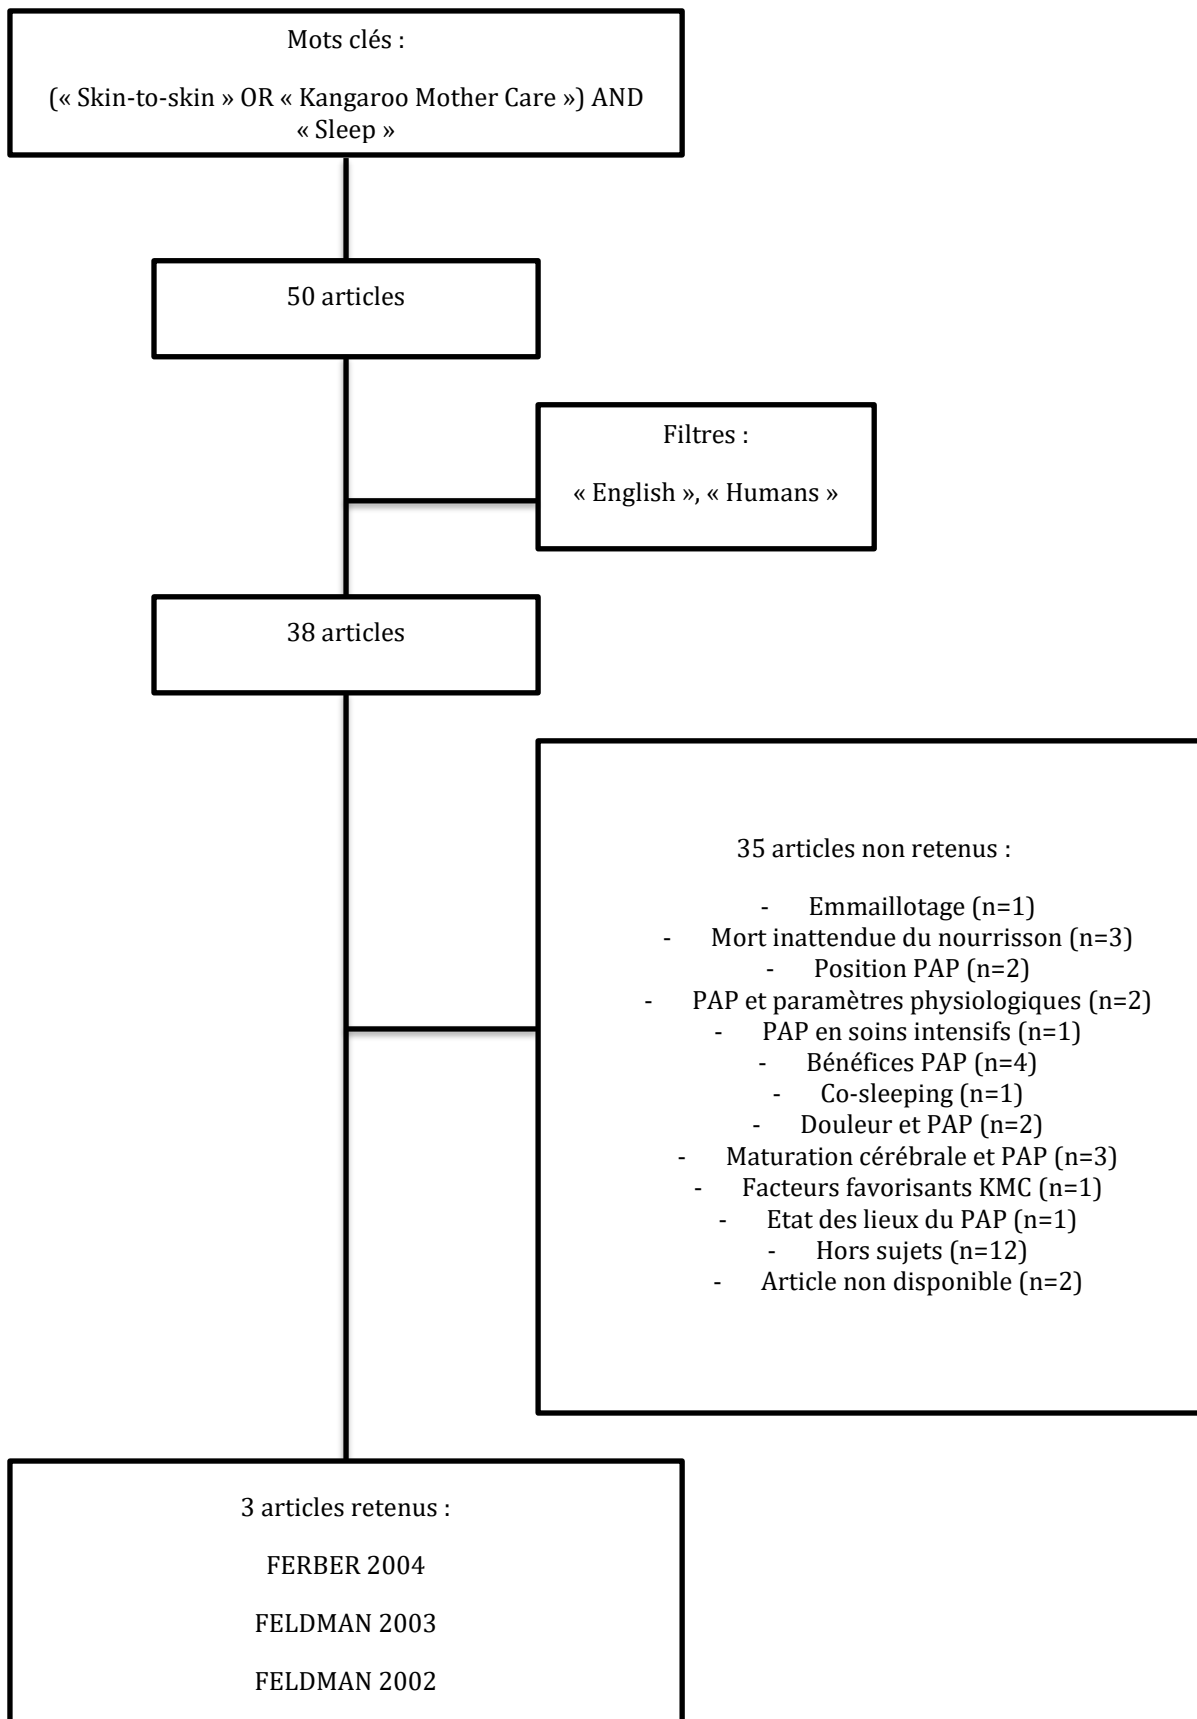 Mots clés :
(« Skin-to-skin » OR « Kangaroo Mother Care ») AND
« Sleep »
50 articles
Filtres :
« English », « Humans »
38 articles
35 articles non retenus :
- Emmaillotage (n=1)
- Mort inattendue du nourrisson (n=3)
- Position PAP (n=2)
- PAP et paramètres physiologiques (n=2)
- PAP en soins intensifs (n=1)
- Bénéfices PAP (n=4)
- Co-sleeping (n=1)
- Douleur et PAP (n=2)
- Maturation cérébrale et PAP (n=3)
- Facteurs favorisants KMC (n=1)
- Etat des lieux du PAP (n=1)
- Hors sujets (n=12)
- Article non disponible (n=2)
3 articles retenus :
FERBER 2004
FELDMAN 2003
FELDMAN 2002